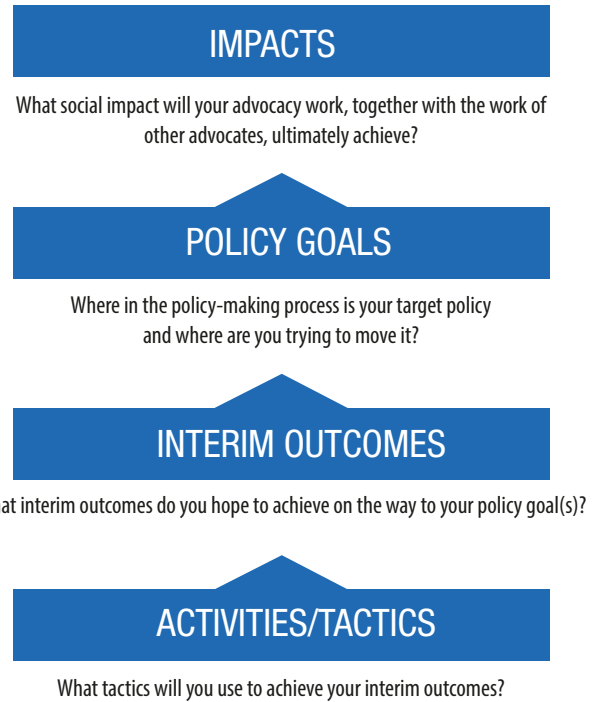 IMPACTS
What social impact will your advocacy work, together with the work of
other advocates, ultimately achieve?
POLICY GOALS
Where in the policy-making process is your target policy
and where are you trying to move it?
INTERIM OUTCOMES
at interim outcomes do you hope to achieve on the way to your policy goal(s)?
ACTIVITIES/TACTICS
What tactics will you use to achieve your interim outcomes?